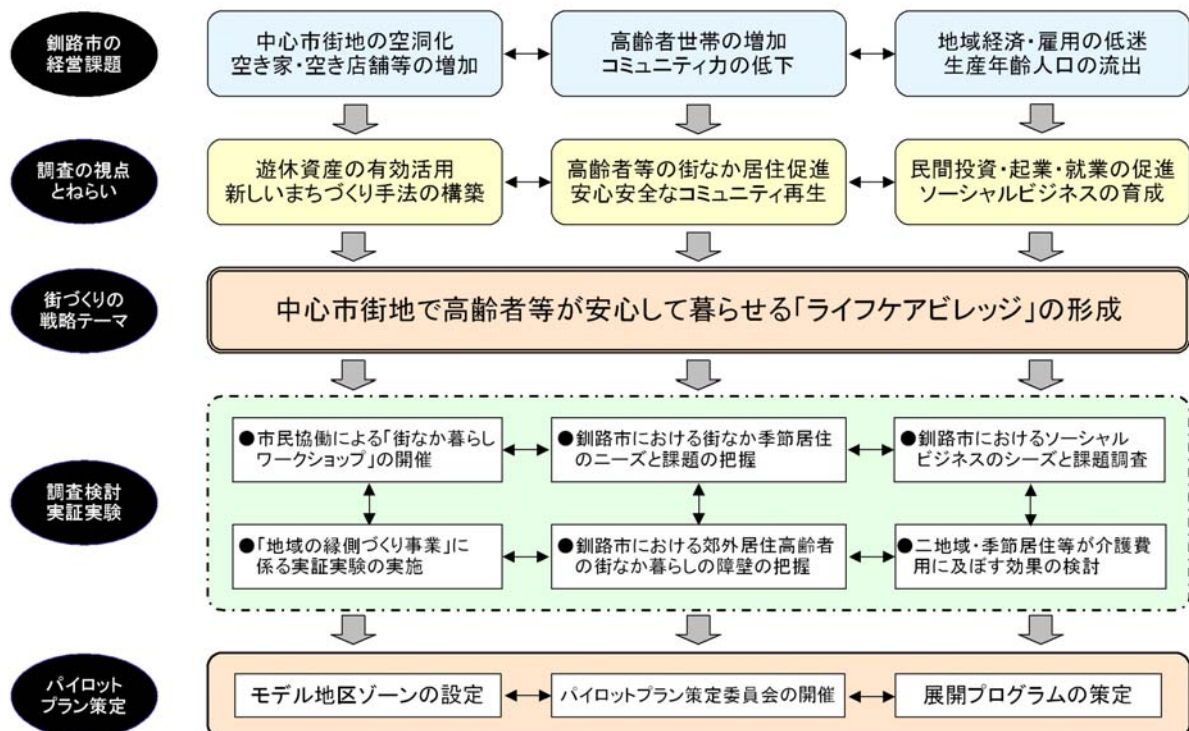 釧路市の
経営課題
中心市街地の空洞化
空き家・空き店舗等の増加
高齢者世帯の増加
コミュニティ力の低下
地域経済・雇用の低迷
生産年齢人口の流出
調査の視点
とねらい
遊休資産の有効活用
新しいまちづくり手法の構築
高齢者等の街なか居住促進
安心安全なコミュニティ再生
民間投資・起業・就業の促進
ソーシャルビジネスの育成
街づくりの
戦略テーマ
中心市街地で高齢者等が安心して暮らせる「ライフケアビレッジ」の形成
調査検討
実証実験
●市民協働による「街なか暮らし
ワークショップ」の開催
●釧路市における街なか季節居住
のニーズと課題の把握
●釧路市におけるソーシャル
ビジネスのシーズと課題調査
●「地域の縁側づくり事業」に
係る実証実験の実施
●釧路市における郊外居住高齢者
の街なか暮らしの障壁の把握
●二地域・季節居住等が介護費
用に及ぼす効果の検討
パイロット
プラン策定
モデル地区ゾーンの設定
パイロットプラン策定委員会の開催
展開プログラムの策定